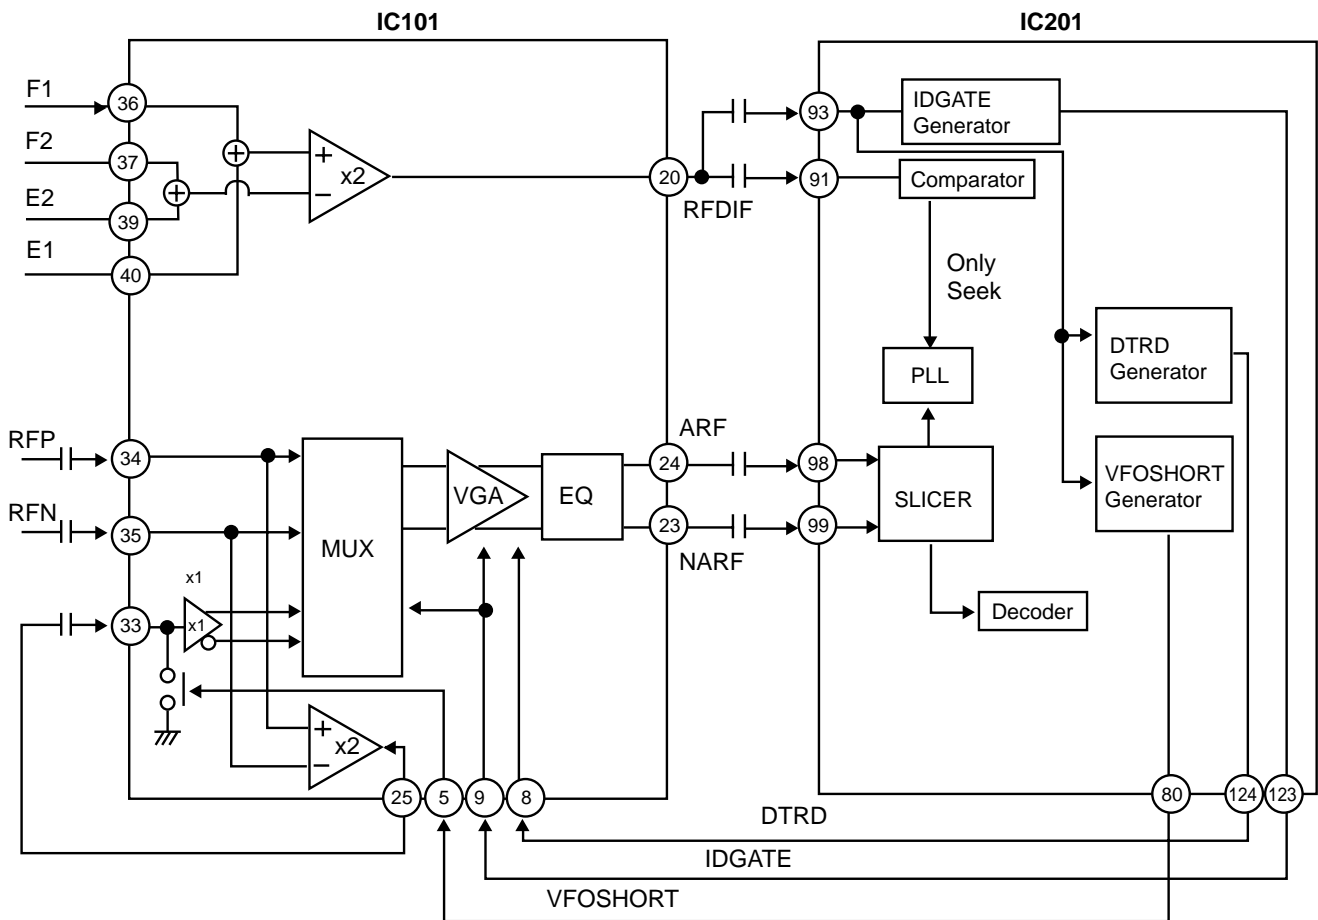 IC101
IC201
F1
36
F2
37
E2
39
E1
40
+
+
+
x2
−
20
RFDIF
93
IDGATE
Generator
91
Comparator
Only
Seek
PLL
DTRD
Generator
VFOSHORT
Generator
RFP
34
RFN
35
x1
33
x1
MUX
VGA
EQ
ARF
24
23
NARF
98
99
SLICER
Decoder
+
x2
−
25
5
9
8
80
124
123
DTRD
IDGATE
VFOSHORT